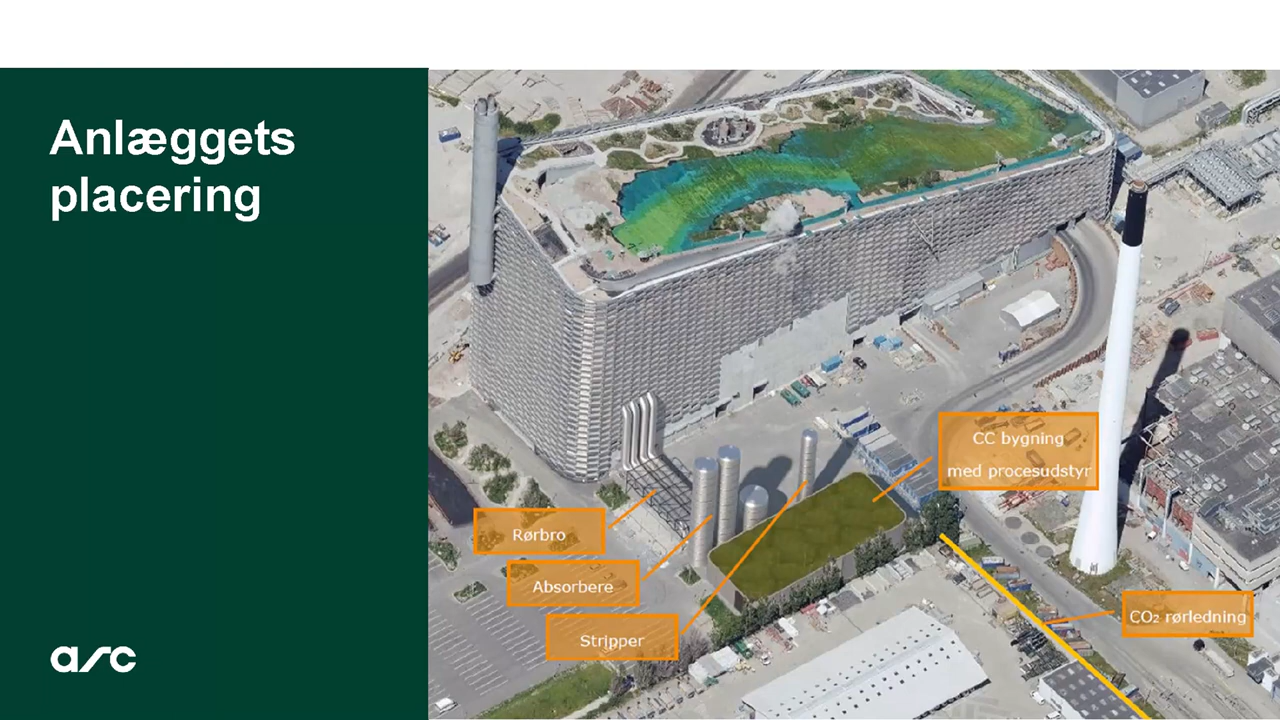 Anlæggets
placering
CC bygning
med procesudstyr
Rørbro
Absorbere
Stripper
CO₂ rørledning
arc